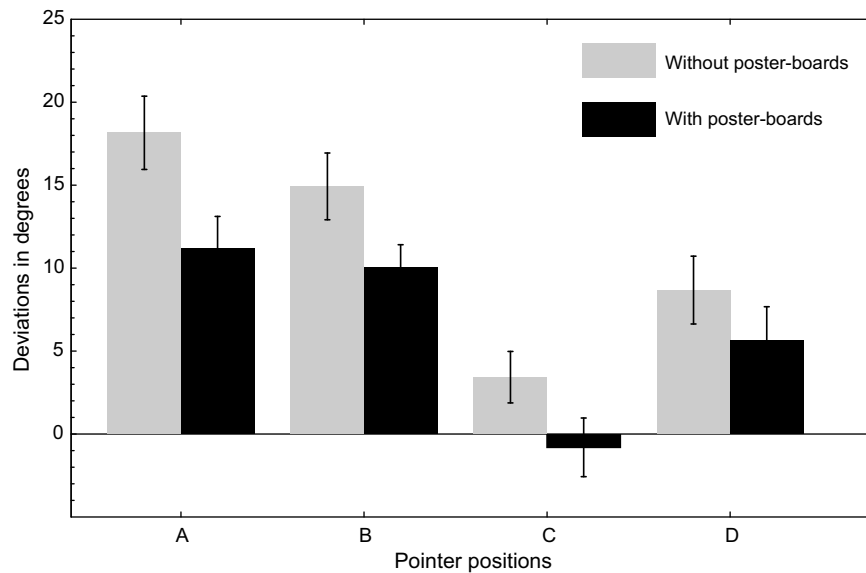 25
20
15
10
5
0
Deviations in degrees
Without poster-boards
With poster-boards
A B C D
Pointer positions